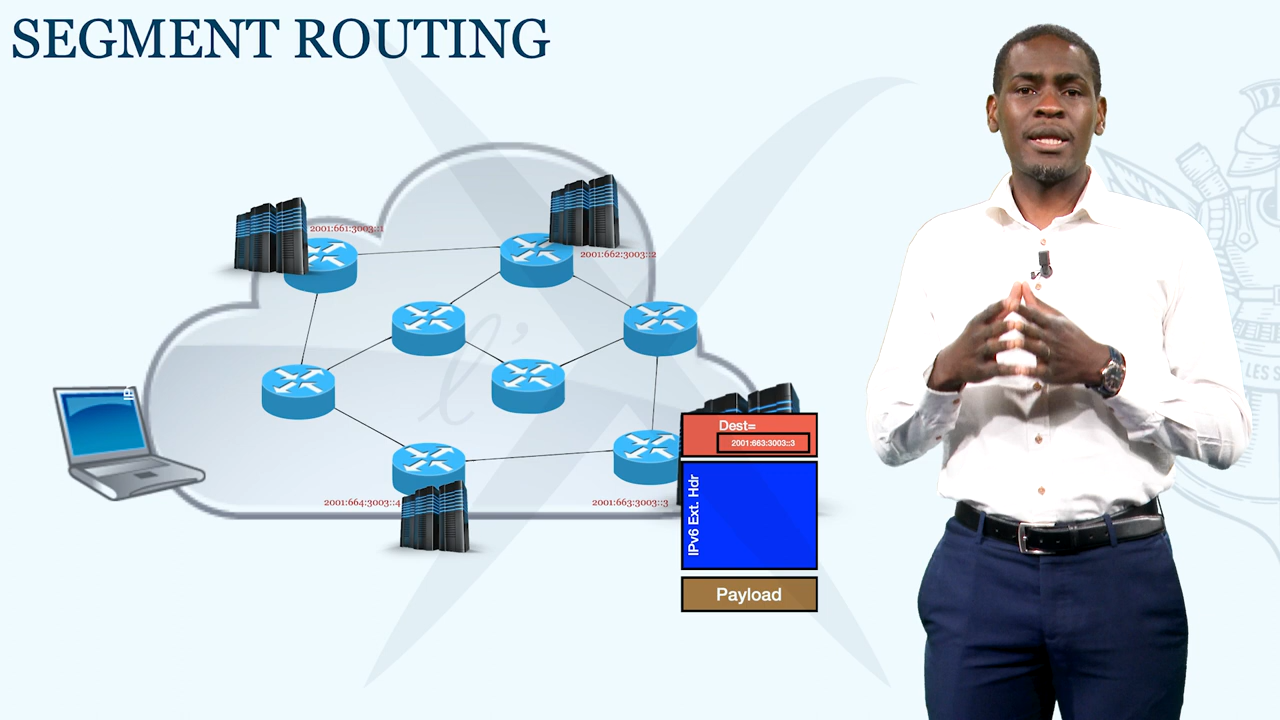 SEGMENT ROUTING
2001:661:3003::1
2001:662:3003::2
Dest=
2001:663:3003::3
IPv6 Ext. Hdr
2001:664:3003::4
2001:663:3003::3
Payload
l'X
LES S